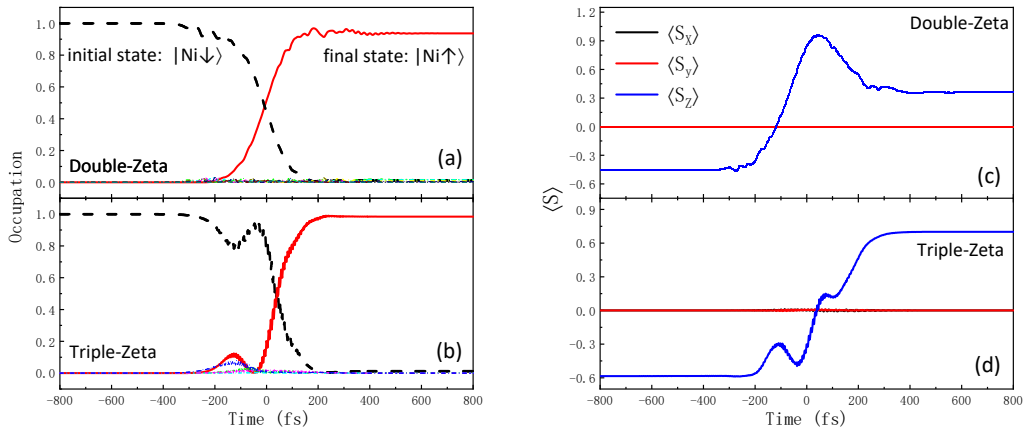 1.0
0.8
0.6
0.4
0.2
0.0
initial state: |Ni↓⟩
final state: |Ni↑⟩
Double-Zeta
(a)
Occupation
1.0
0.8
0.6
0.4
0.2
0.0
Triple-Zeta
(b)
-800 -600 -400 -200 0 200 400 600 800
Time (fs)
0.9
0.6
0.3
0.0
-0.3
-0.6
⟨S_X⟩
⟨S_y⟩
⟨S_Z⟩
Double-Zeta
(c)
⟨S⟩
0.9
0.6
0.3
0.0
-0.3
-0.6
Triple-Zeta
(d)
-800 -600 -400 -200 0 200 400 600 800
Time (fs)